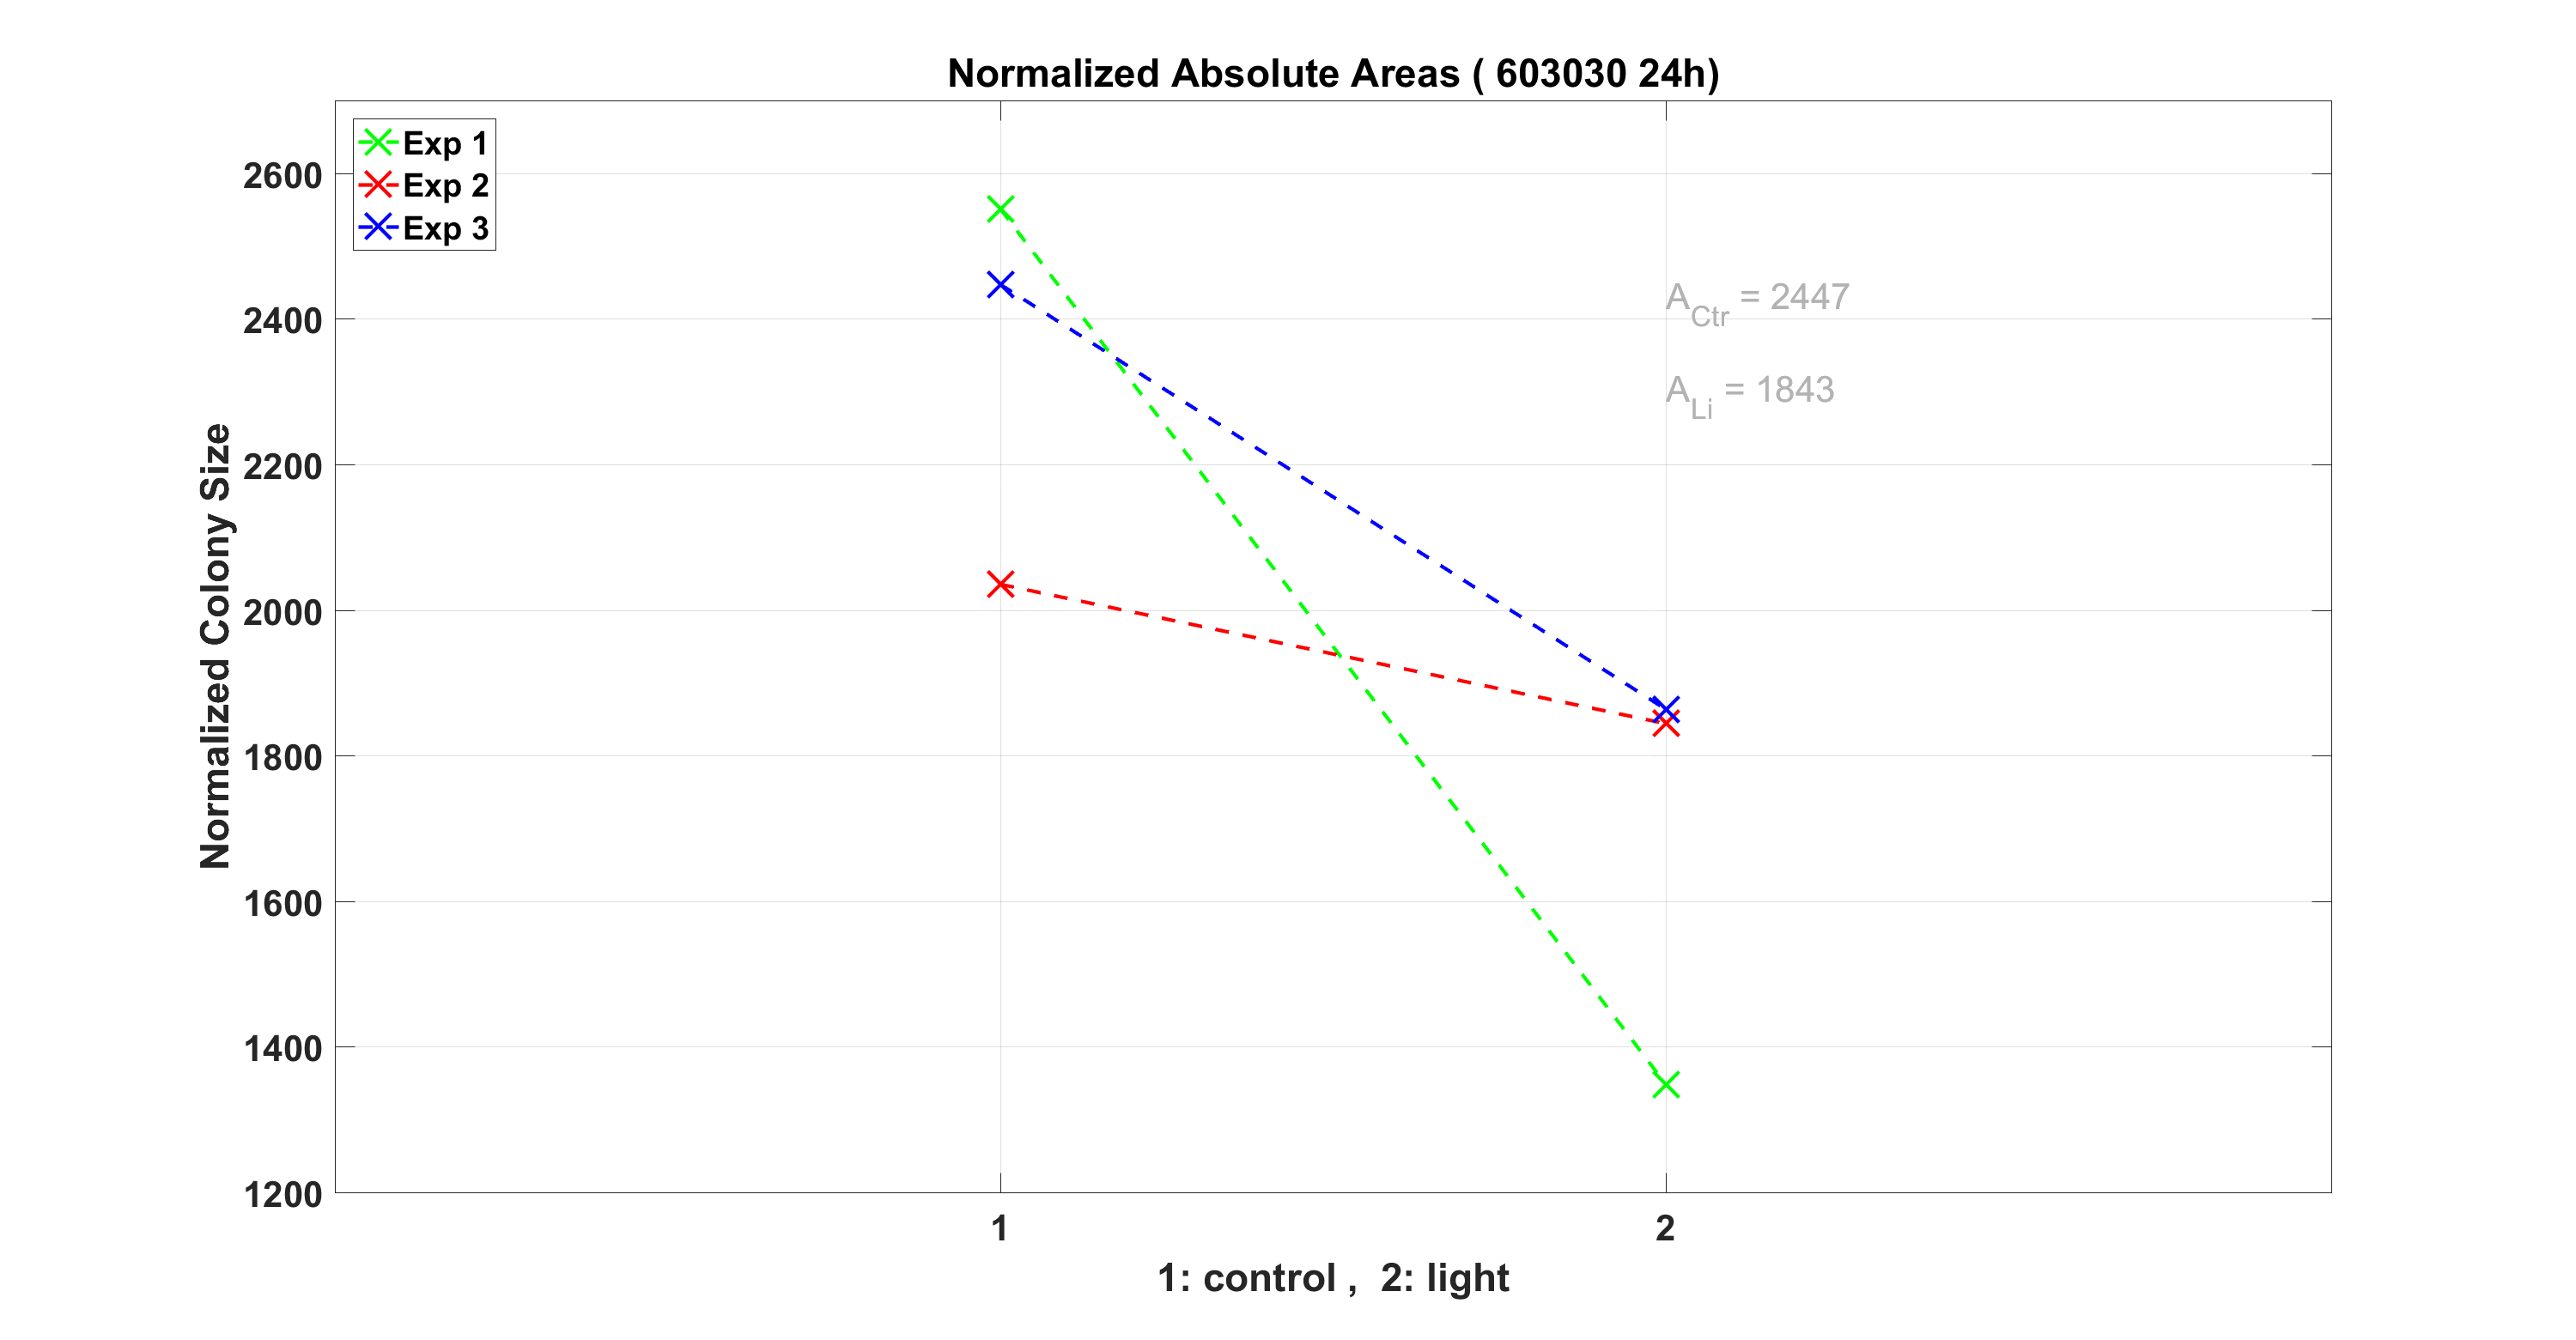 Normalized Absolute Areas ( 603030 24h)
Exp 1
Exp 2
Exp 3
2600
2400
2200
2000
1800
1600
1400
1200
Normalized Colony Size
A_Ctr = 2447
A_Li = 1843
1
2
1: control , 2: light